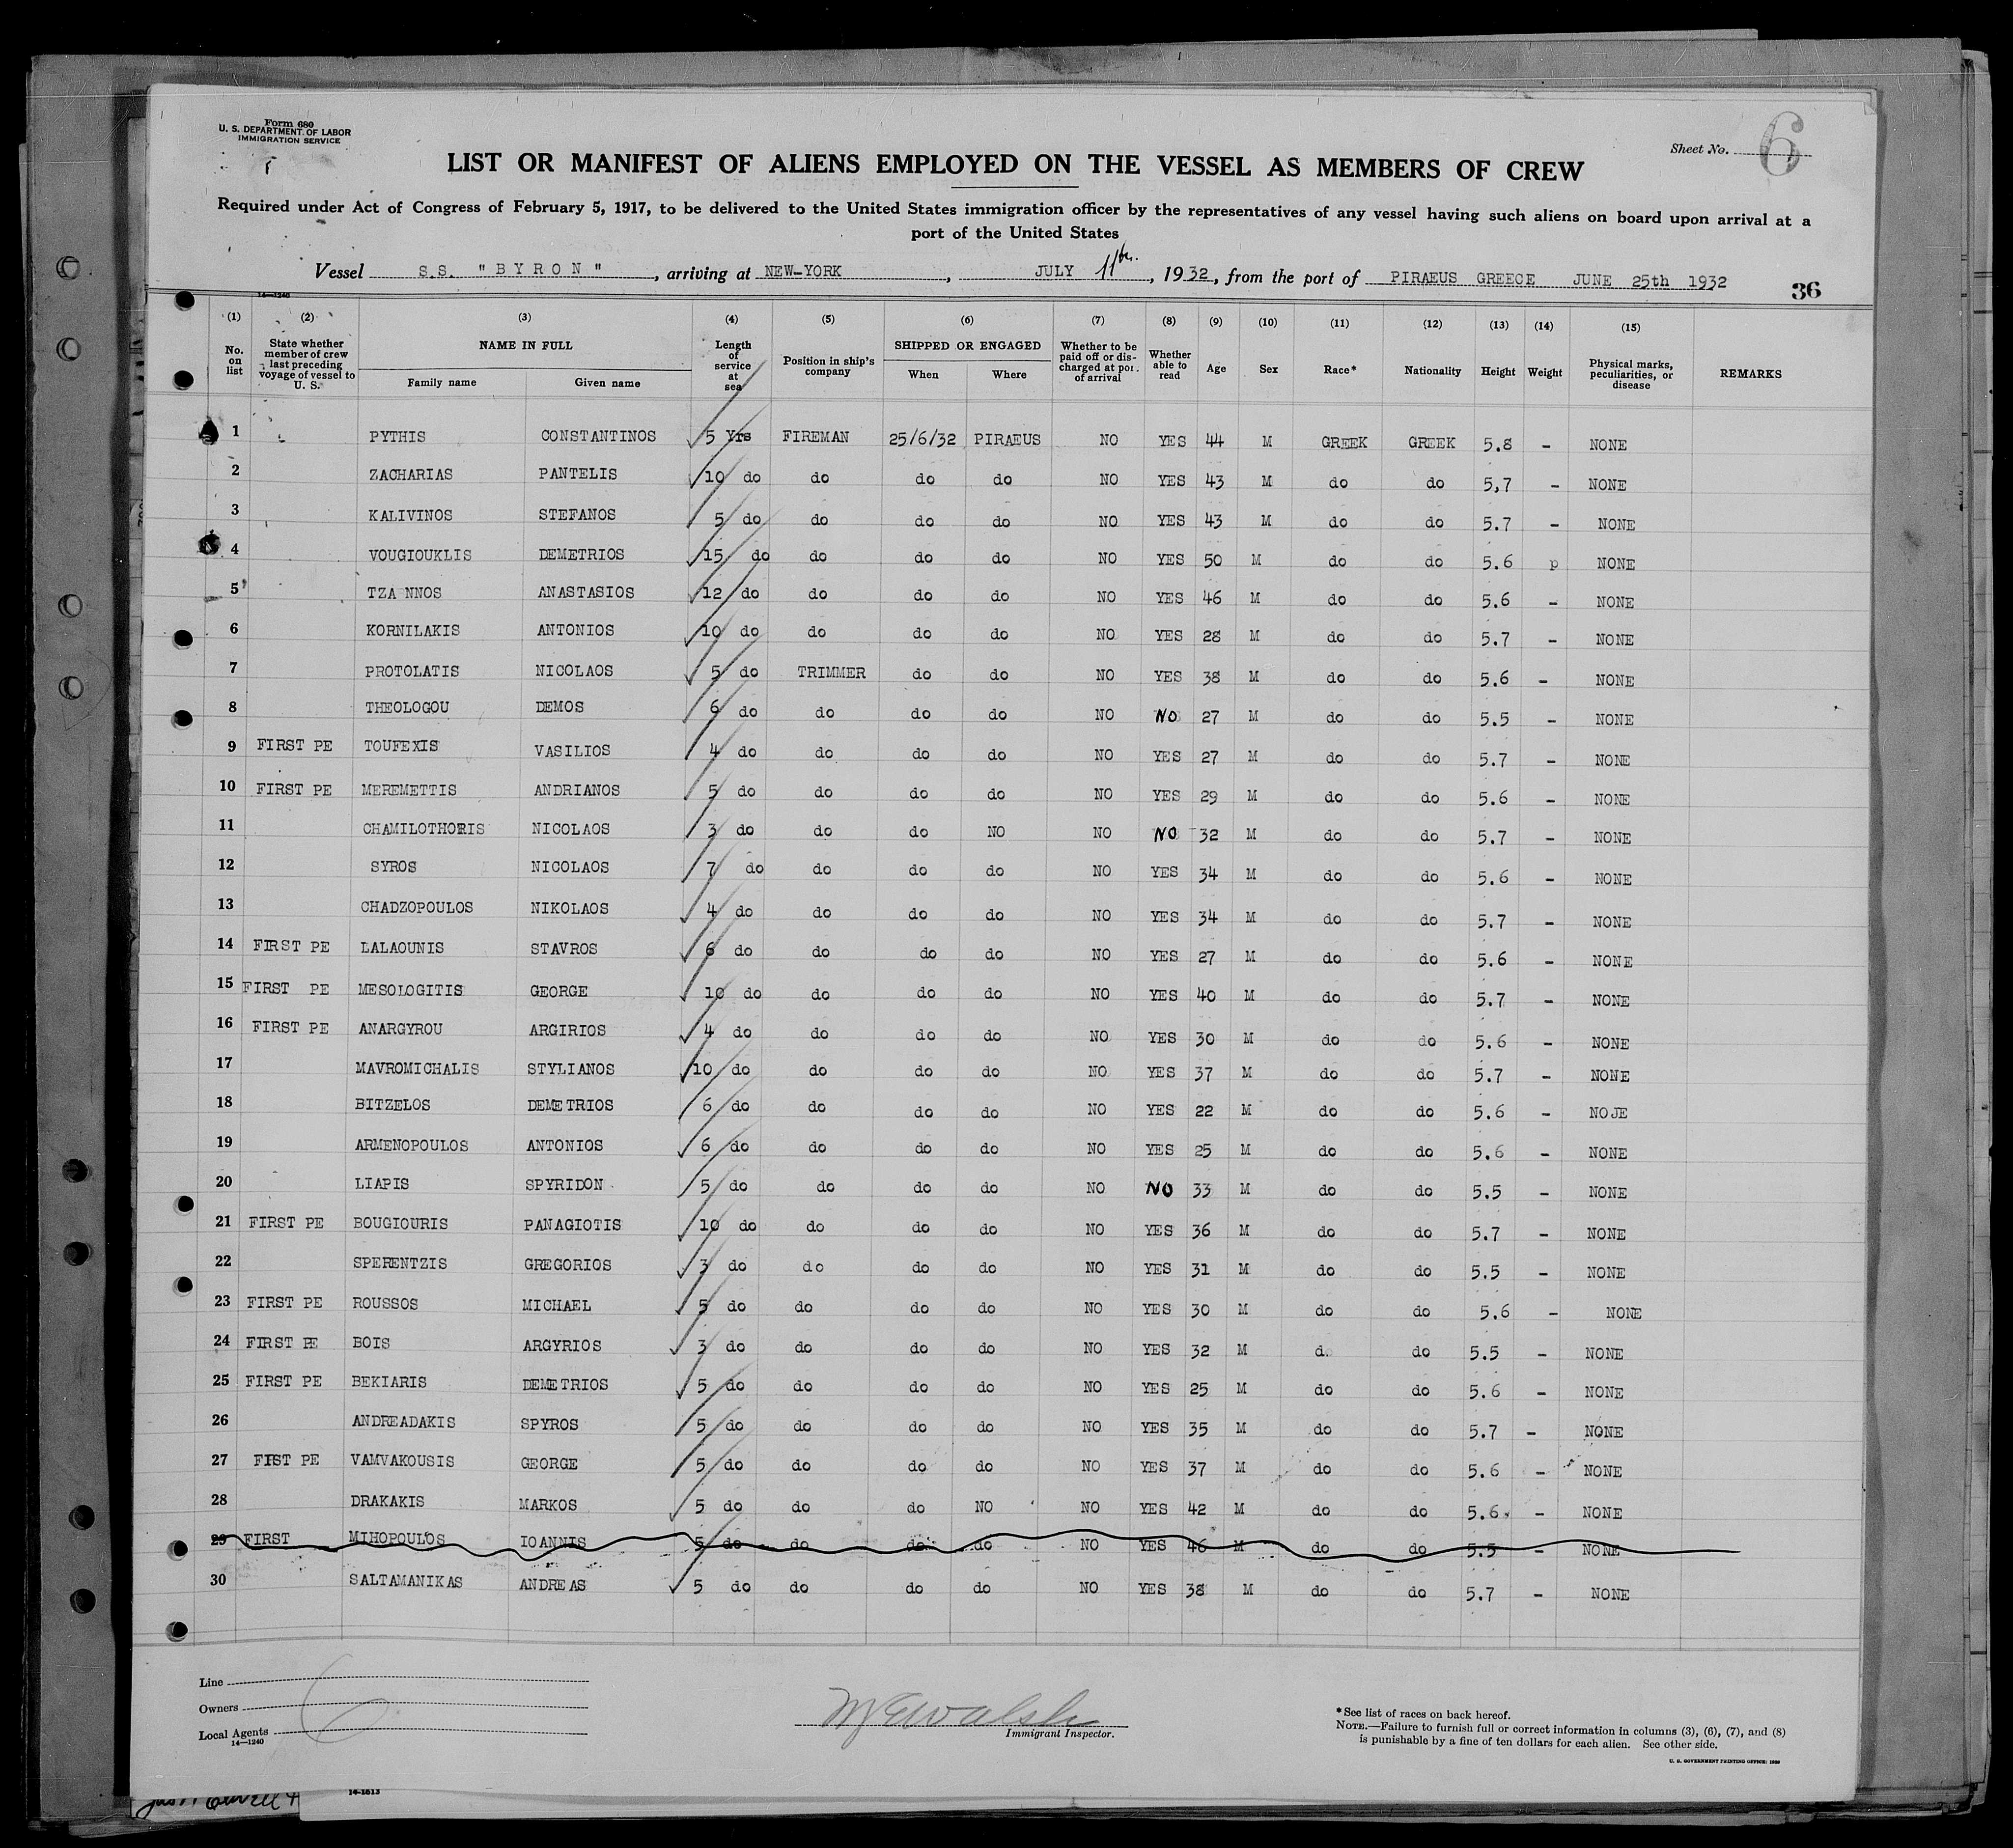 Form 680
U. S. DEPARTMENT OF LABOR
IMMIGRATION SERVICE
Sheet No. 6
LIST OR MANIFEST OF ALIENS EMPLOYED ON THE VESSEL AS MEMBERS OF CREW
Required under Act of Congress of February 5, 1917, to be delivered to the United States immigration officer by the representatives of any vessel having such aliens on board upon arrival at a
port of the United States
Vessel S.S. "BYRON", arriving at NEW-YORK, JULY 11th., 1932, from the port of PIRAEUS GREECE JUNE 25th 1932
36
14—1240
(1) No. on list (2) State whether member of crew last preceding voyage of vessel to U. S. (3) NAME IN FULL Family name Given name (4) Length of service at sea (5) Position in ship's company (6) SHIPPED OR ENGAGED When Where (7) Whether to be paid off or discharged at port of arrival (8) Whether able to read (9) Age (10) Sex (11) Race* (12) Nationality (13) Height (14) Weight (15) Physical marks, peculiarities, or disease REMARKS
1 PYTHIS CONSTANTINOS 5 Yrs FIREMAN 25/6/32 PIRAEUS NO YES 44 M GREEK GREEK 5.8 - NONE
2 ZACHARIAS PANTELIS 10 do do do do NO YES 43 M do do 5,7 - NONE
3 KALIVINOS STEFANOS 5 do do do do NO YES 43 M do do 5.7 - NONE
4 VOUGIOUKLIS DEMETRIOS 15 do do do do NO YES 50 M do do 5.6 p NONE
5 TZA NNOS ANASTASIOS 12 do do do do NO YES 46 M do do 5.6 - NONE
6 KORNILAKIS ANTONIOS 10 do do do do NO YES 28 M do do 5.7 - NONE
7 PROTOLATIS NICOLAOS 5 do TRIMMER do do NO YES 38 M do do 5.6 - NONE
8 THEOLOGOU DEMOS 6 do do do do NO NO 27 M do do 5.5 - NONE
9 FIRST PE TOUFEXIS VASILIOS 4 do do do do NO YES 27 M do do 5.7 - NONE
10 FIRST PE MEREMETTIS ANDRIANOS 5 do do do do NO YES 29 M do do 5.6 - NONE
11 CHAMILOTHORIS NICOLAOS 3 do do do NO NO NO 32 M do do 5.7 - NONE
12 SYROS NICOLAOS 7 do do do do NO YES 34 M do do 5.6 - NONE
13 CHADZOPOULOS NIKOLAOS 4 do do do do NO YES 34 M do do 5.7 - NONE
14 FIRST PE LALAOUNIS STAVROS 6 do do do do NO YES 27 M do do 5.6 - NONE
15 FIRST PE MESOLOGITIS GEORGE 10 do do do do NO YES 40 M do do 5.7 - NONE
16 FIRST PE ANARGYROU ARGIRIOS 4 do do do do NO YES 30 M do do 5.6 - NONE
17 MAVROMICHALIS STYLIANOS 10 do do do do NO YES 37 M do do 5.7 - NONE
18 BITZELOS DEMETRIOS 6 do do do do NO YES 22 M do do 5.6 - NOJE
19 ARMENOPOULOS ANTONIOS 6 do do do do NO YES 25 M do do 5.6 - NONE
20 LIAPIS SPYRIDON 5 do do do do NO NO 33 M do do 5.5 - NONE
21 FIRST PE BOUGIOURIS PANAGIOTIS 10 do do do do NO YES 36 M do do 5.7 - NONE
22 SPERENTZIS GREGORIOS 3 do do do do NO YES 31 M do do 5.5 - NONE
23 FIRST PE ROUSSOS MICHAEL 5 do do do do NO YES 30 M do do 5.6 - NONE
24 FIRST PE BOIS ARGYRIOS 3 do do do do NO YES 32 M do do 5.5 - NONE
25 FIRST PE BEKIARIS DEMETRIOS 5 do do do do NO YES 25 M do do 5.6 - NONE
26 ANDREADAKIS SPYROS 5 do do do do NO YES 35 M do do 5.7 - NONE
27 FIST PE VAMVAKOUSIS GEORGE 5 do do do do NO YES 37 M do do 5.6 - NONE
28 DRAKAKIS MARKOS 5 do do do NO NO YES 42 M do do 5.6 - NONE
29 FIRST MIHOPOULOS IOANNIS 5 do do do do NO YES 46 M do do 5.5 - NONE
30 SALTAMANIKAS ANDREAS 5 do do do do NO YES 38 M do do 5.7 - NONE
Line
Owners
Local Agents
14—1240
Immigrant Inspector.
*See list of races on back hereof.
NOTE.—Failure to furnish full or correct information in columns (3), (6), (7), and (8)
is punishable by a fine of ten dollars for each alien. See other side.
14-1613